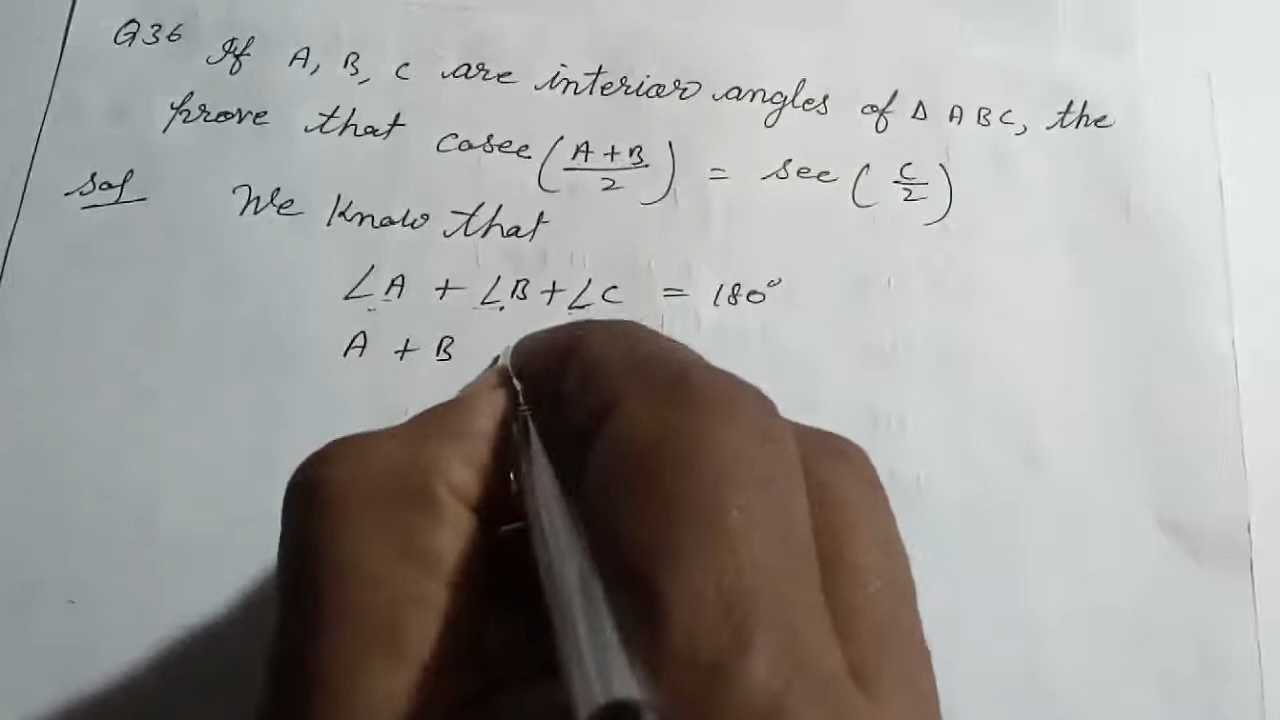 Q36 If A, B, C are interior angles of Δ ABC, the
prove that cosec (A+B/2) = sec (C/2)
Sol We Know that
∠A + ∠B + ∠C = 180°
A + B